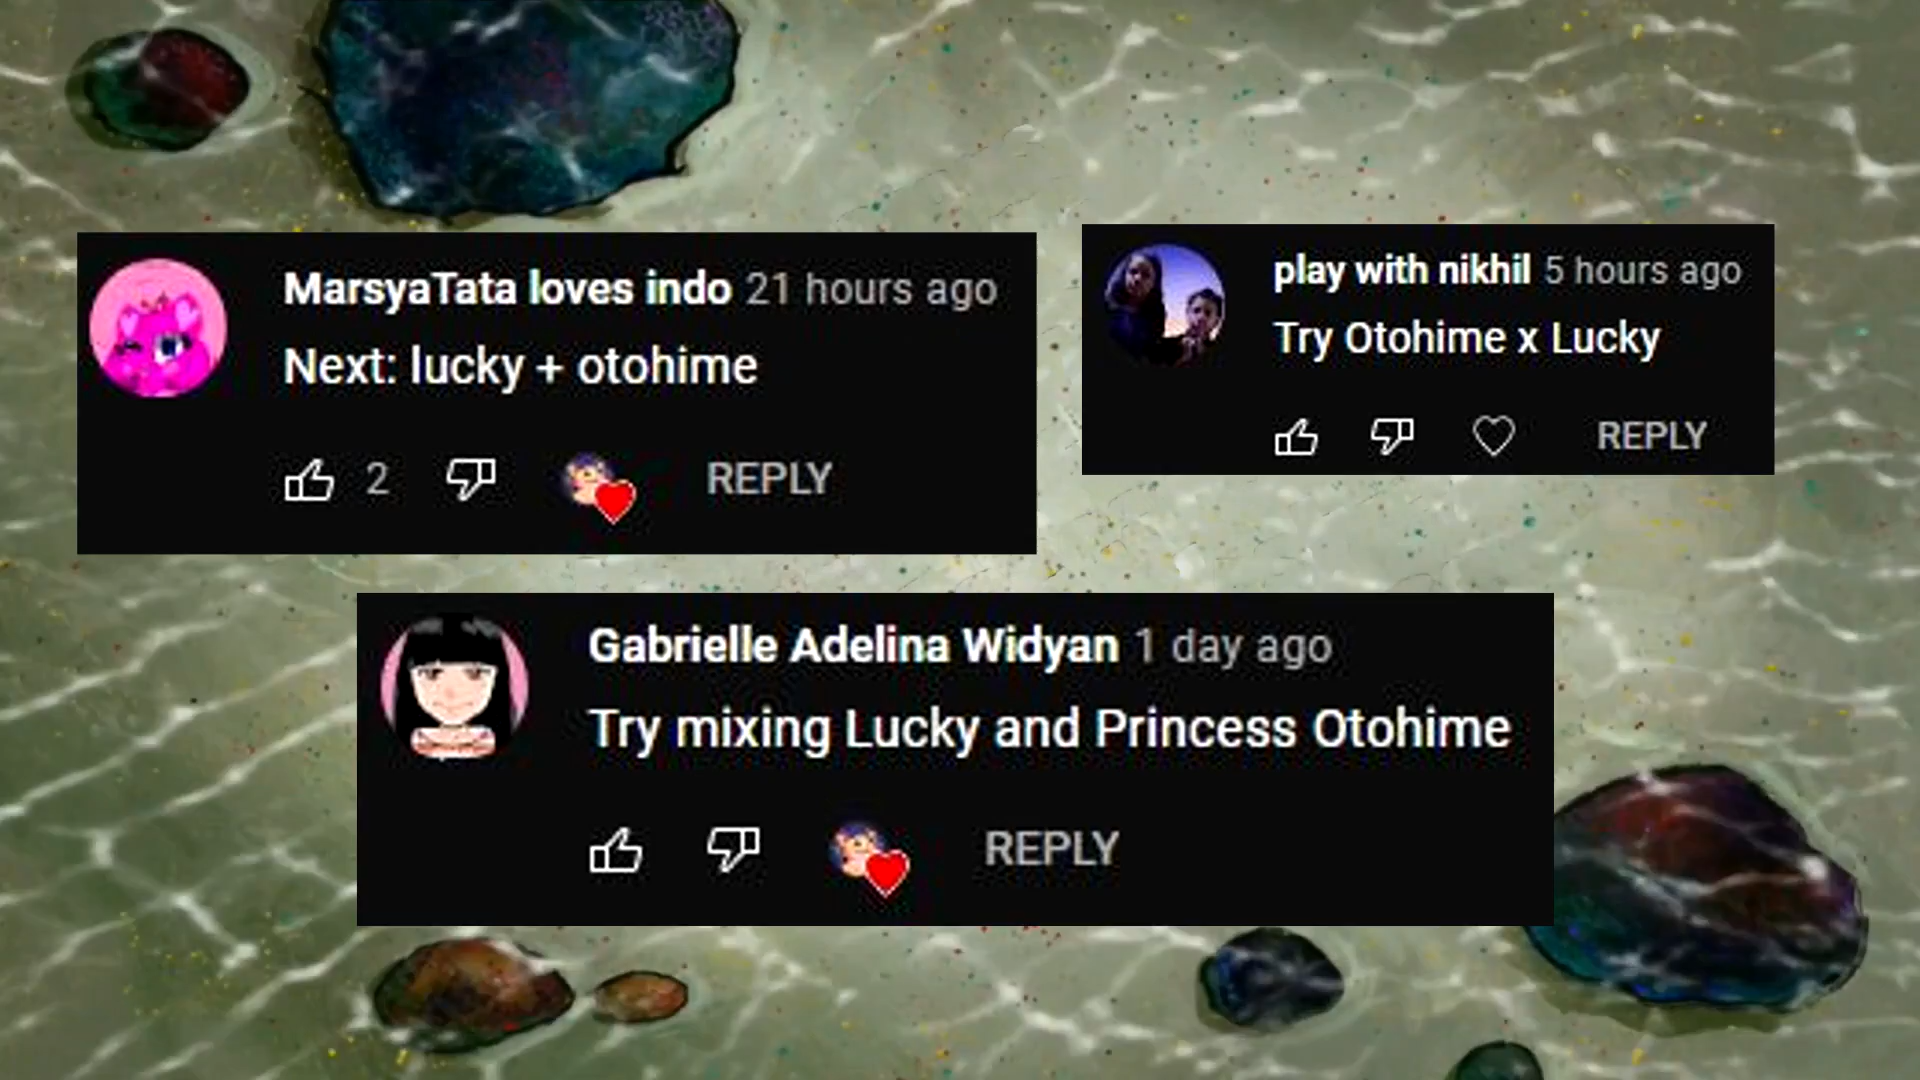 MarsyaTata loves indo 21 hours ago
Next: lucky + otohime
2 REPLY
play with nikhil 5 hours ago
Try Otohime x Lucky
REPLY
Gabrielle Adelina Widyan 1 day ago
Try mixing Lucky and Princess Otohime
REPLY